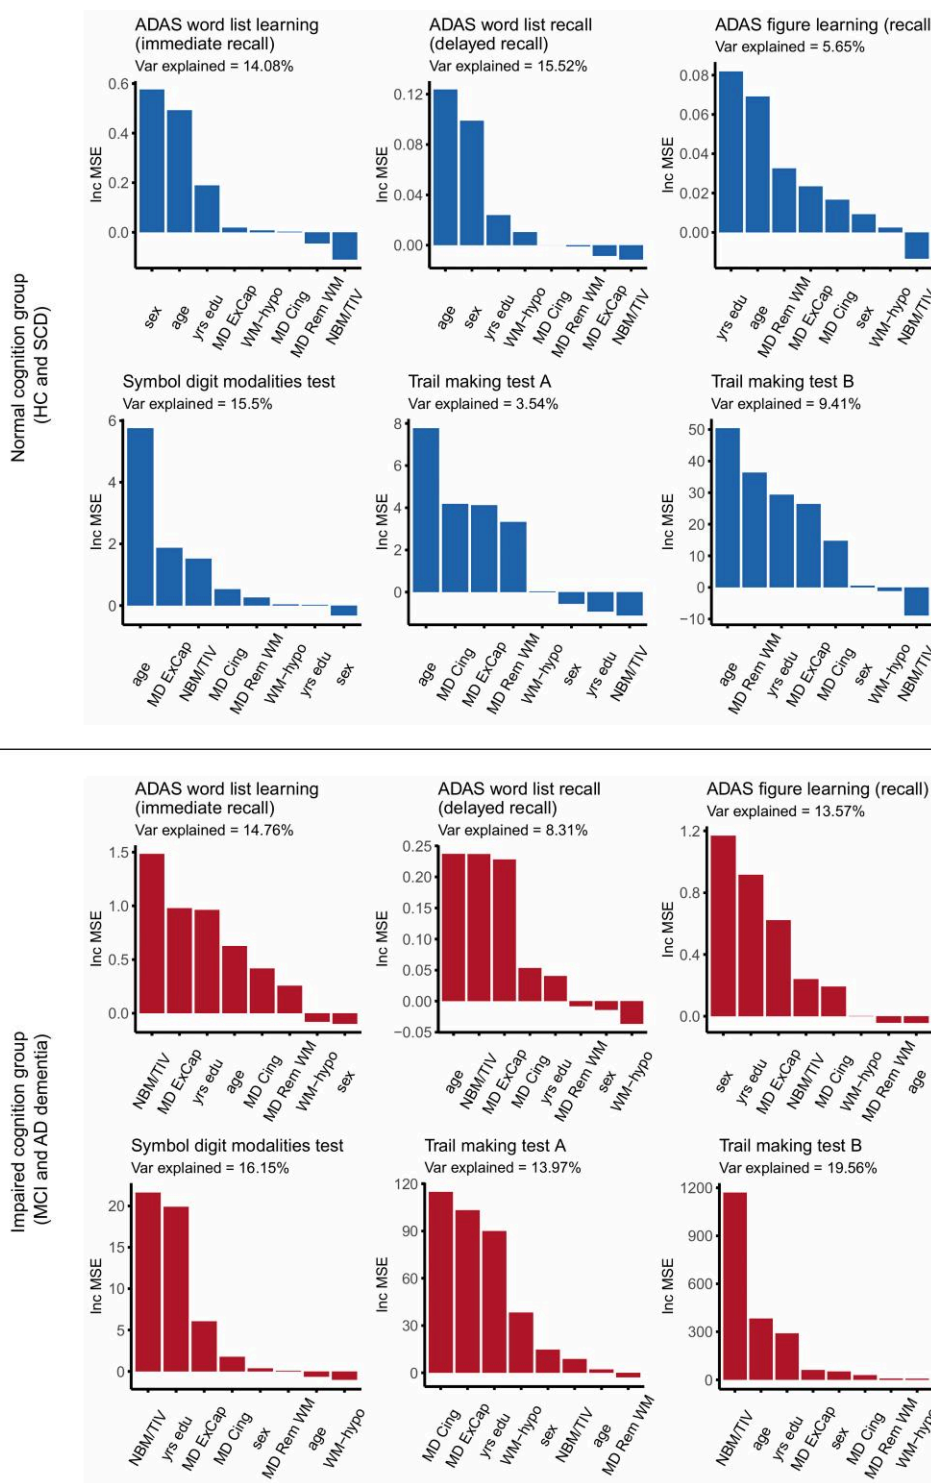 Normal cognition group
(HC and SCD)
ADAS word list learning
(immediate recall)
Var explained = 14.08%
Inc MSE
0.6
0.4
0.2
0.0
sex
age
yrs edu
MD ExCap
WM-hypo
MD Cing
MD Rem WM
NBM/TIV
ADAS word list recall
(delayed recall)
Var explained = 15.52%
Inc MSE
0.12
0.08
0.04
0.00
age
sex
yrs edu
WM-hypo
MD Cing
MD Rem WM
MD ExCap
NBM/TIV
ADAS figure learning (recall
Var explained = 5.65%
Inc MSE
0.08
0.06
0.04
0.02
0.00
yrs edu
age
MD Rem WM
MD ExCap
MD Cing
sex
WM-hypo
NBM/TIV
Symbol digit modalities test
Var explained = 15.5%
Inc MSE
6
4
2
0
age
MD ExCap
NBM/TIV
MD Cing
MD Rem WM
WM-hypo
yrs edu
sex
Trail making test A
Var explained = 3.54%
Inc MSE
8
6
4
2
0
age
MD Cing
MD ExCap
MD Rem WM
WM-hypo
sex
yrs edu
NBM/TIV
Trail making test B
Var explained = 9.41%
Inc MSE
50
40
30
20
10
0
−10
age
MD Rem WM
yrs edu
MD ExCap
MD Cing
sex
WM-hypo
NBM/TIV
Impaired cognition group
(MCI and AD dementia)
ADAS word list learning
(immediate recall)
Var explained = 14.76%
Inc MSE
1.5
1.0
0.5
0.0
NBM/TIV
MD ExCap
yrs edu
age
MD Cing
MD Rem WM
WM-hypo
sex
ADAS word list recall
(delayed recall)
Var explained = 8.31%
Inc MSE
0.25
0.20
0.15
0.10
0.05
0.00
−0.05
age
NBM/TIV
MD ExCap
MD Cing
yrs edu
MD Rem WM
sex
WM-hypo
ADAS figure learning (recall)
Var explained = 13.57%
Inc MSE
1.2
0.8
0.4
0.0
sex
yrs edu
MD ExCap
NBM/TIV
MD Cing
WM-hypo
MD Rem WM
age
Symbol digit modalities test
Var explained = 16.15%
Inc MSE
20
15
10
5
0
NBM/TIV
yrs edu
MD ExCap
MD Cing
sex
MD Rem WM
age
WM-hypo
Trail making test A
Var explained = 13.97%
Inc MSE
120
90
60
30
0
MD Cing
MD ExCap
yrs edu
WM-hypo
sex
NBM/TIV
age
MD Rem WM
Trail making test B
Var explained = 19.56%
Inc MSE
1200
900
600
300
0
NBM/TIV
age
yrs edu
MD ExCap
sex
MD Cing
MD Rem WM
WM-hypo